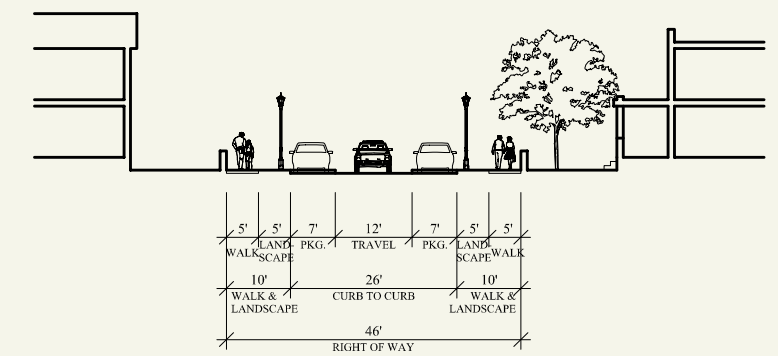 5' 5' 7' 12' 7' 5' 5'
WALK LAND-SCAPE PKG. TRAVEL PKG. LAND-SCAPE WALK
10' 26' 10'
WALK & LANDSCAPE CURB TO CURB WALK & LANDSCAPE
46'
RIGHT OF WAY